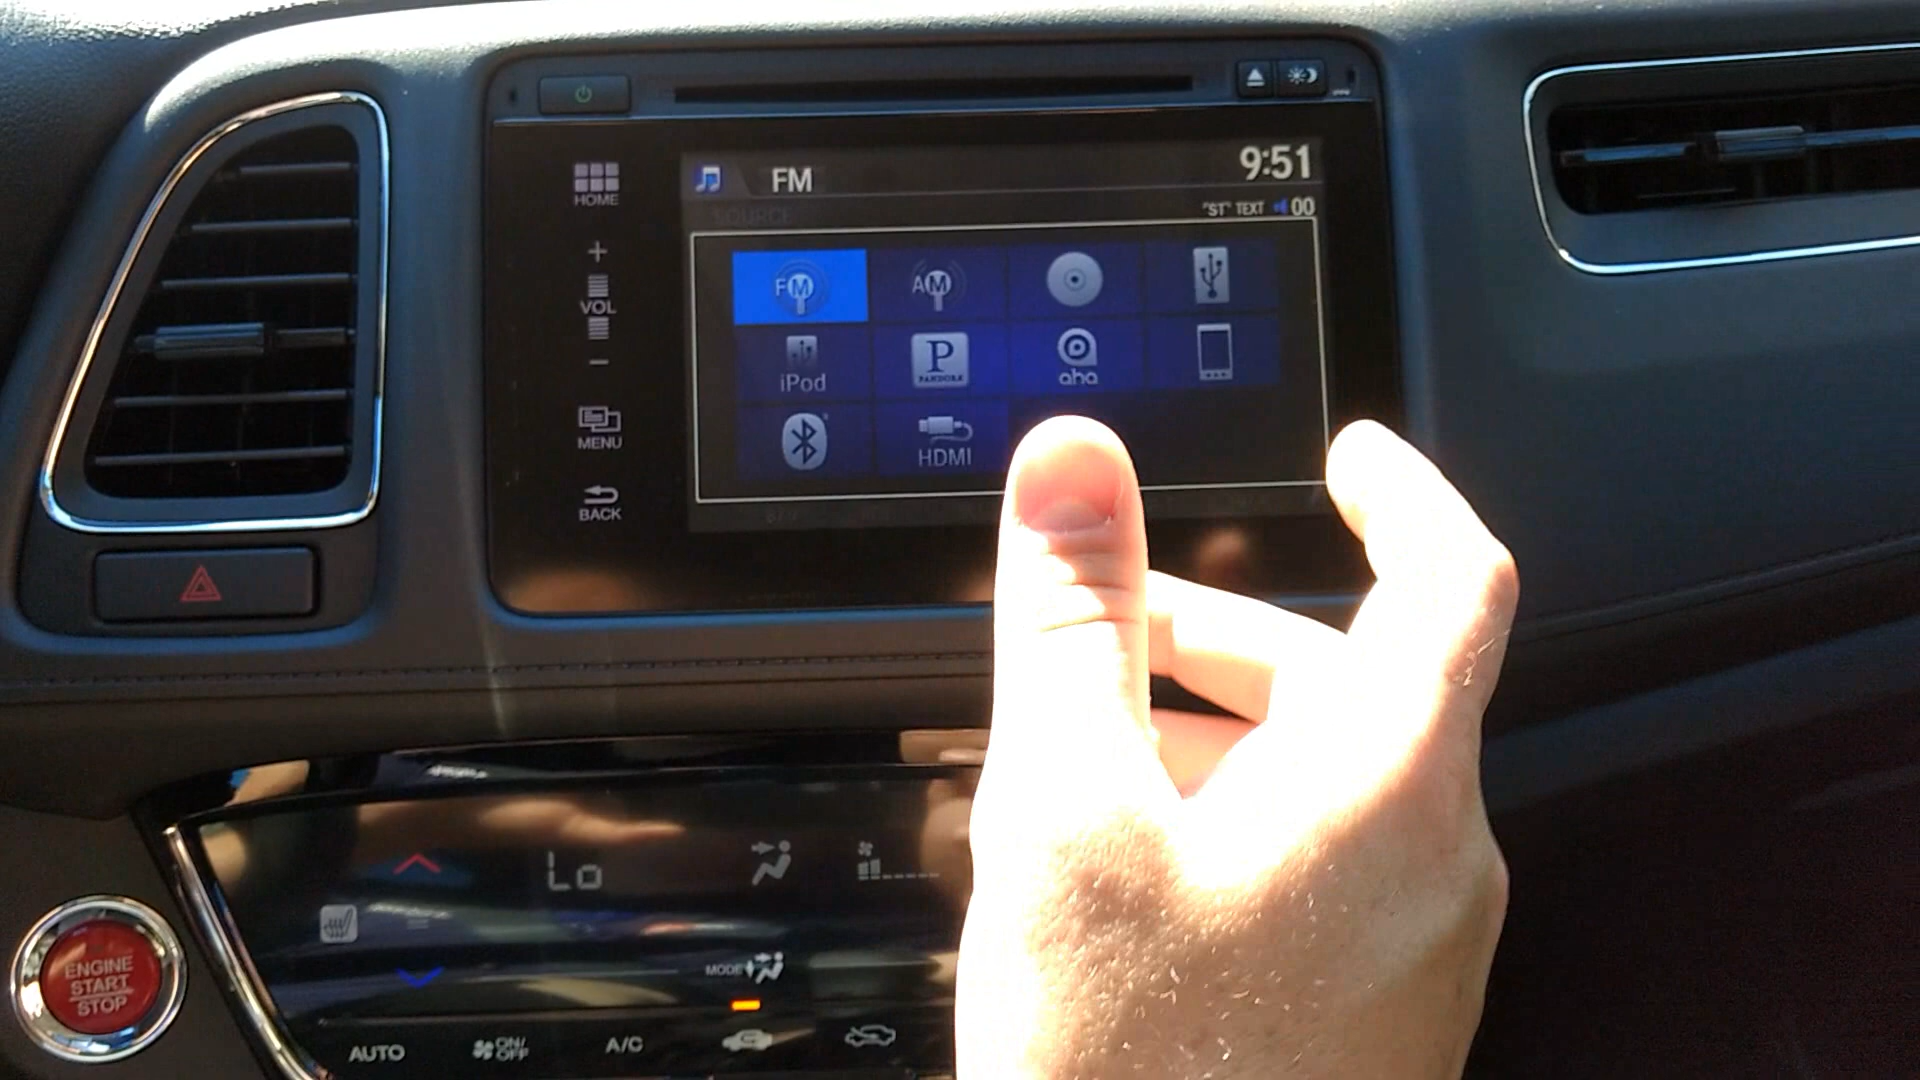 HOME
FM
9:51
SOURCE
"ST" TEXT 00
+
VOL
−
FM
AM
iPod
P
PANDORA
aha
MENU
HDMI
BACK
Lo
ENGINE
START
STOP
MODE
AUTO
ON/
OFF
A/C